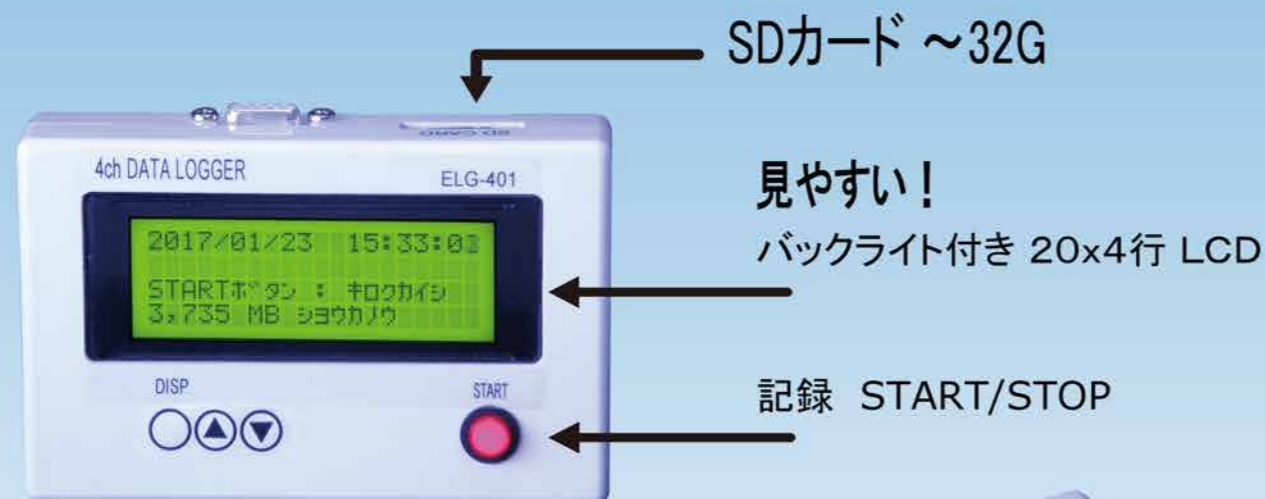 SDカード ～32G
SD CARD
4ch DATA LOGGER
ELG-401
見やすい！
バックライト付き 20x4行 LCD
2017/01/23
STARTボタン : キロクカイシ
3,735 MB ショウカノウ
DISP
START
記録 START/STOP